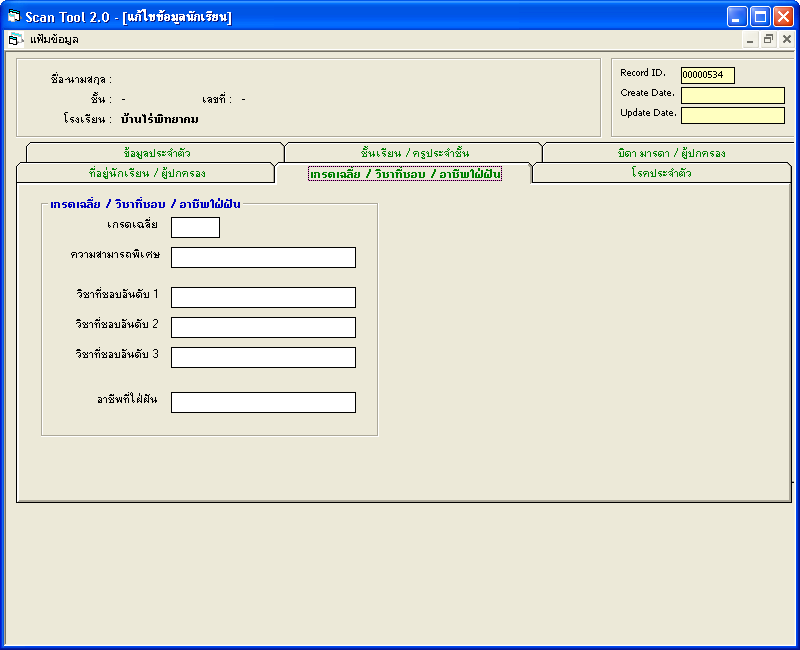 Scan Tool 2.0 - [แก้ไขข้อมูลนักเรียน]
แฟ้มข้อมูล
ชื่อ-นามสกุล :
ชั้น : - เลขที่ : -
โรงเรียน : บ้านไร่พิทยาคม
Record ID. 00000534
Create Date.
Update Date.
ข้อมูลประจำตัว ชั้นเรียน / ครูประจำชั้น บิดา มารดา / ผู้ปกครอง
ที่อยู่นักเรียน / ผู้ปกครอง เกรดเฉลี่ย / วิชาที่ชอบ / อาชีพใฝ่ฝัน โรคประจำตัว
เกรดเฉลี่ย / วิชาที่ชอบ / อาชีพใฝ่ฝัน
เกรดเฉลี่ย
ความสามารถพิเศษ
วิชาที่ชอบอันดับ 1
วิชาที่ชอบอันดับ 2
วิชาที่ชอบอันดับ 3
อาชีพที่ใฝ่ฝัน